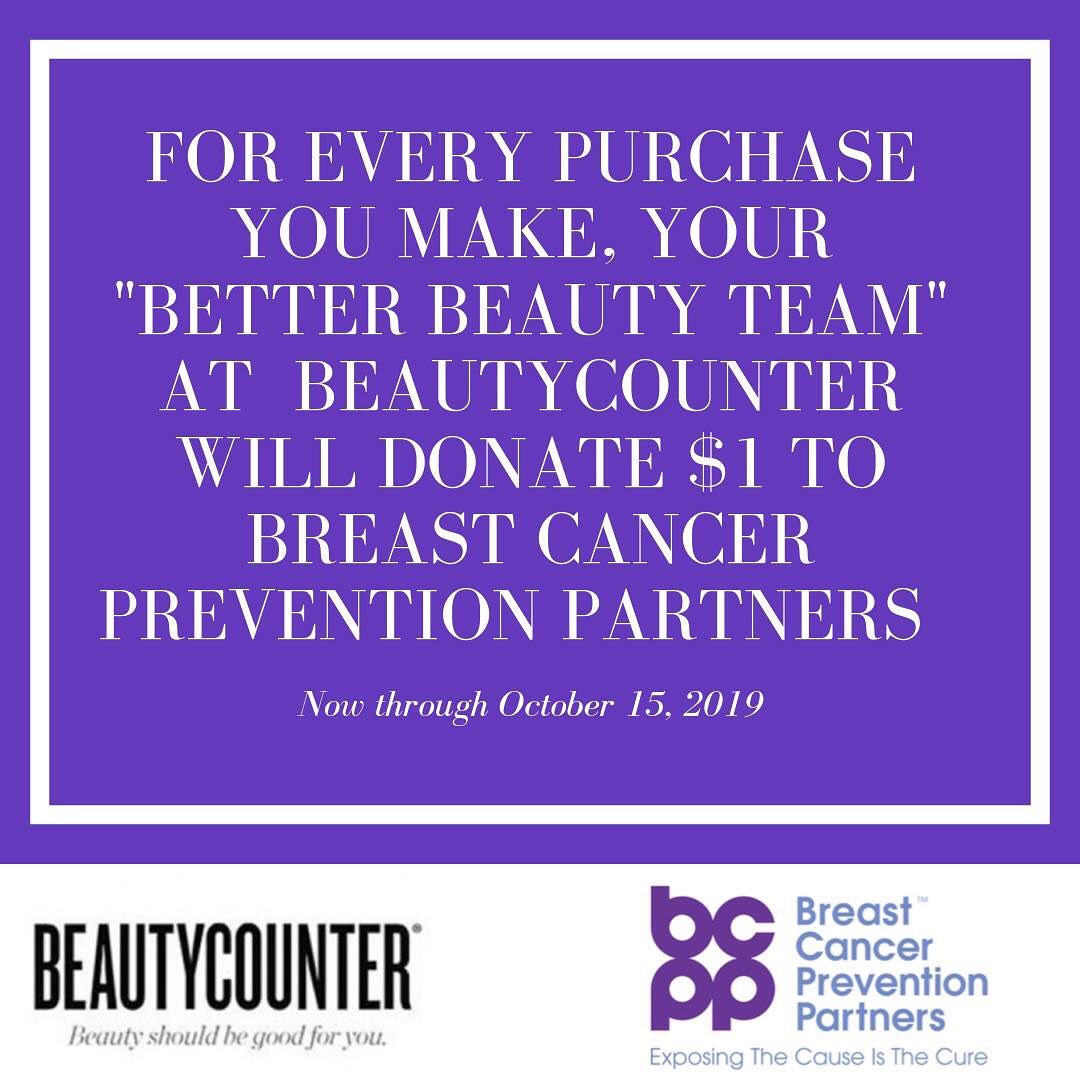 FOR EVERY PURCHASE
YOU MAKE, YOUR
"BETTER BEAUTY TEAM"
AT BEAUTYCOUNTER
WILL DONATE $1 TO
BREAST CANCER
PREVENTION PARTNERS
Now through October 15, 2019
BEAUTYCOUNTER®
Beauty should be good for you.
bc
pp
Breast™
Cancer
Prevention
Partners
Exposing The Cause Is The Cure